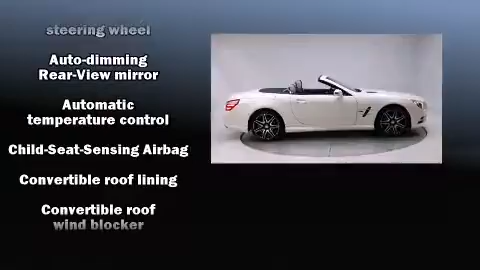 steering wheel
Auto-dimming
Rear-View mirror
Automatic
temperature control
Child-Seat-Sensing Airbag
Convertible roof lining
Convertible roof
wind blocker